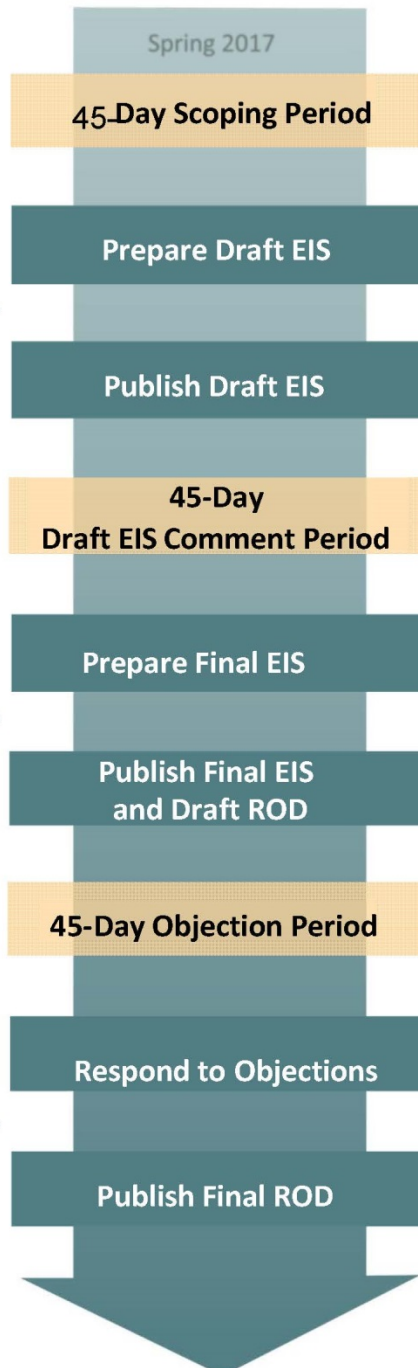 Spring 2017
45-Day Scoping Period
Prepare Draft EIS
Publish Draft EIS
45-Day
Draft EIS Comment Period
Prepare Final EIS
Publish Final EIS
and Draft ROD
45-Day Objection Period
Respond to Objections
Publish Final ROD